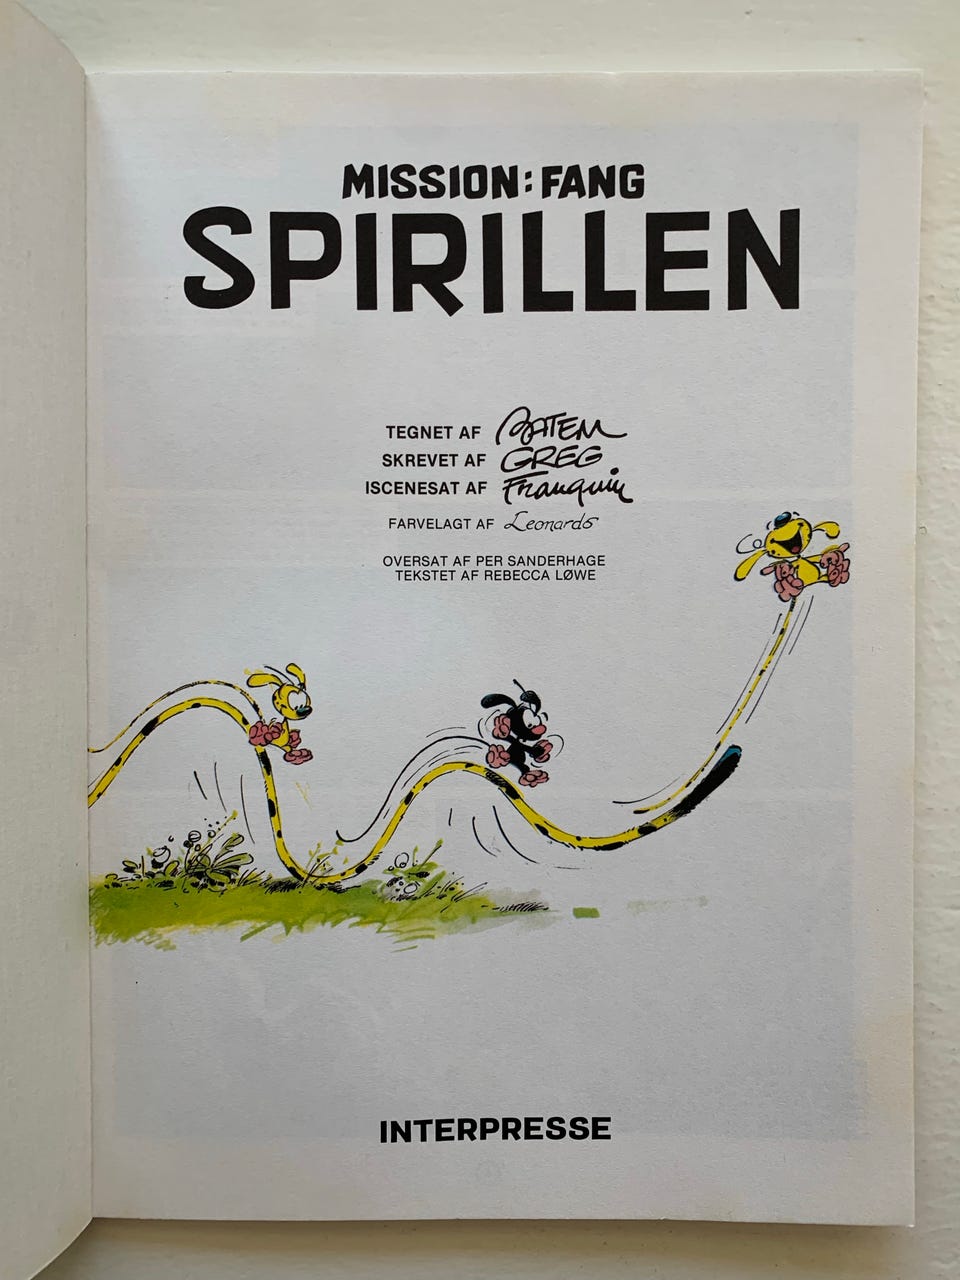 MISSION: FANG
SPIRILLEN
TEGNET AF BATEM
SKREVET AF GREG
ISCENESAT AF Franquin
FARVELAGT AF Leonardo
OVERSAT AF PER SANDERHAGE
TEKSTET AF REBECCA LØWE
INTERPRESSE